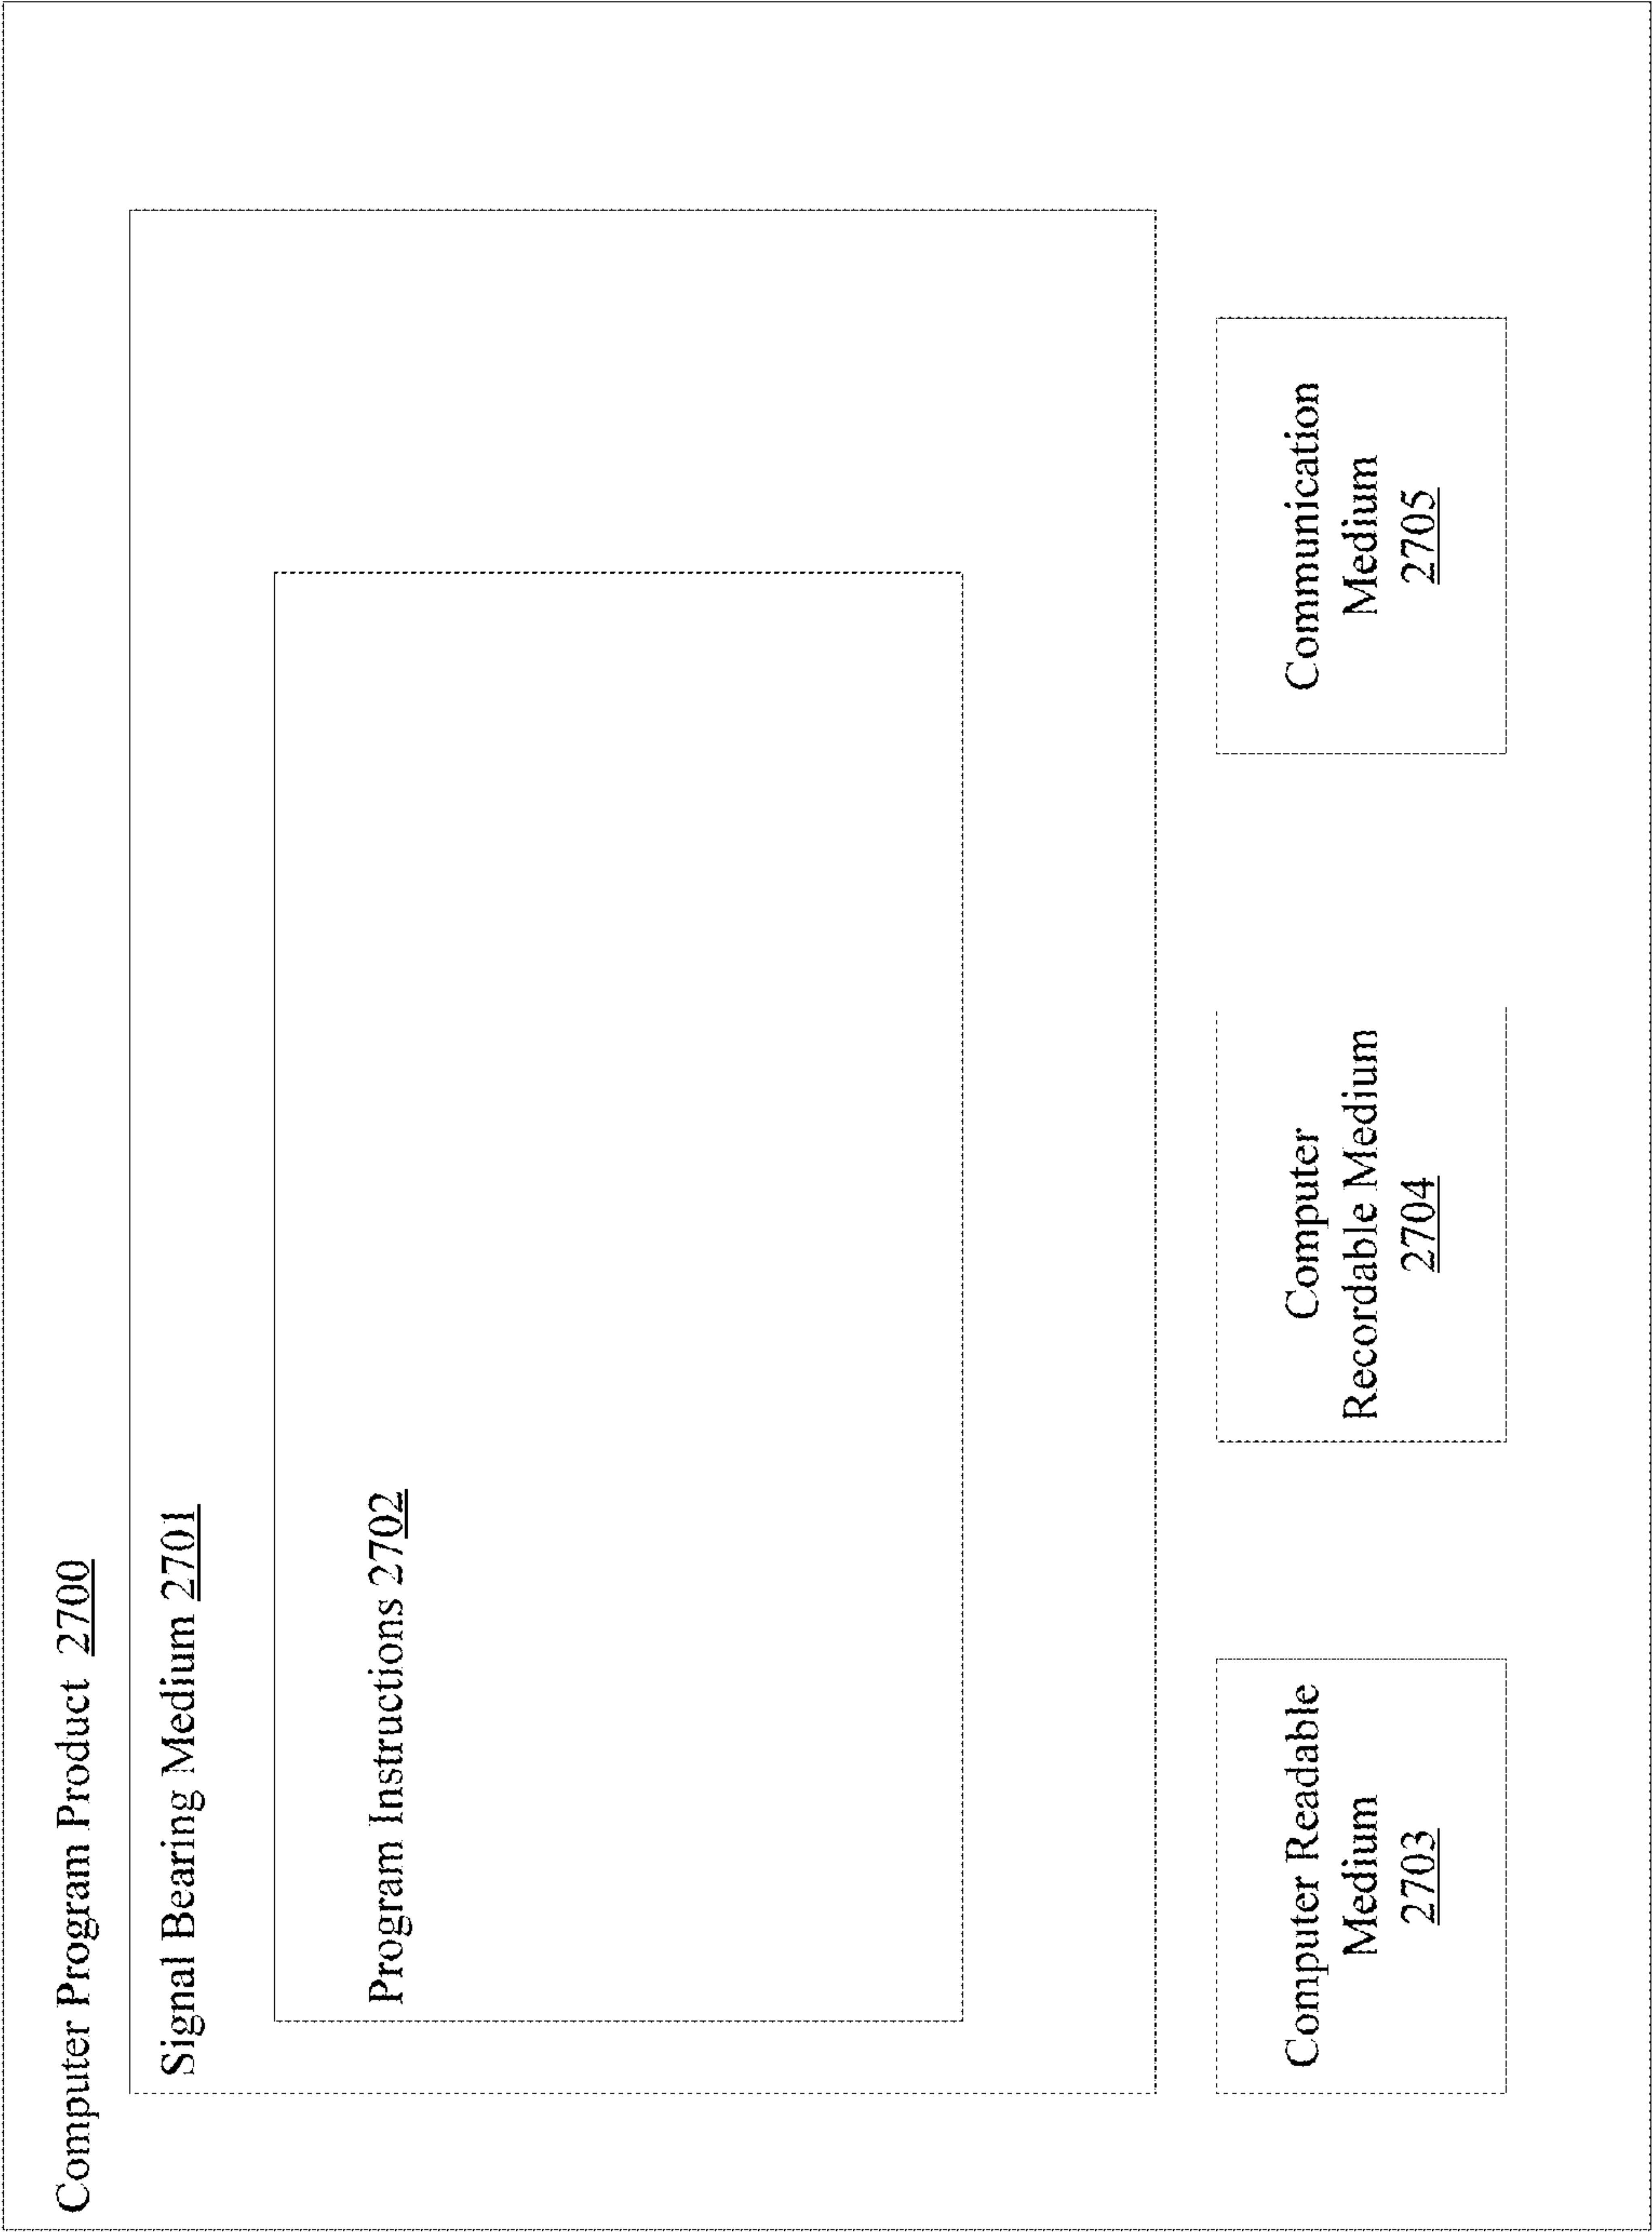 Computer Program Product 2700
Signal Bearing Medium 2701
Program Instructions 2702
Computer Readable
Medium
2703
Computer
Recordable Medium
2704
Communication
Medium
2705